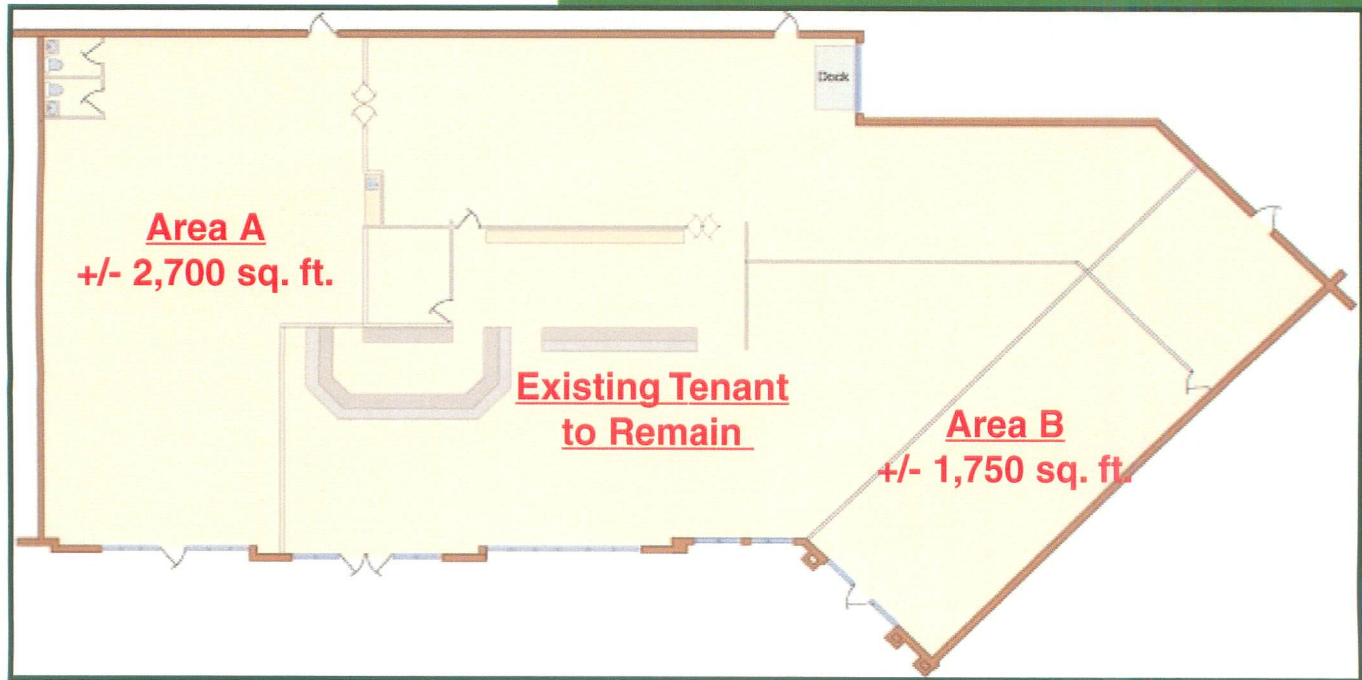 Dock
Area A
+/- 2,700 sq. ft.
Existing Tenant
to Remain
Area B
+/- 1,750 sq. ft.